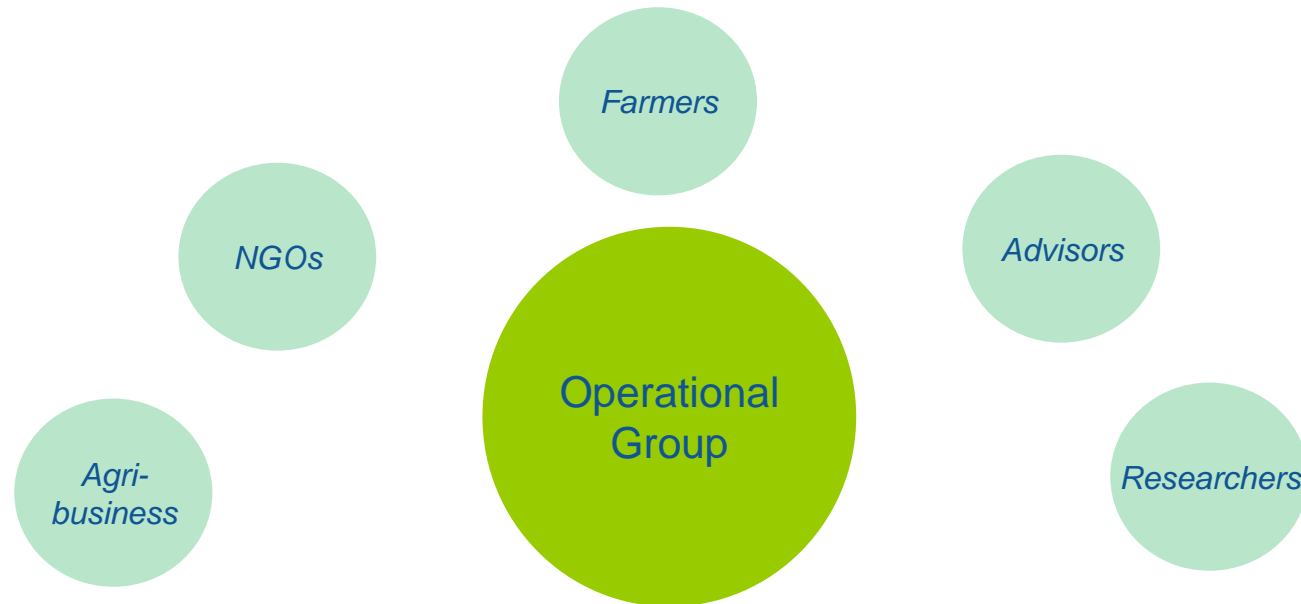 Farmers
NGOs
Advisors
Operational
Group
Agri-
business
Researchers